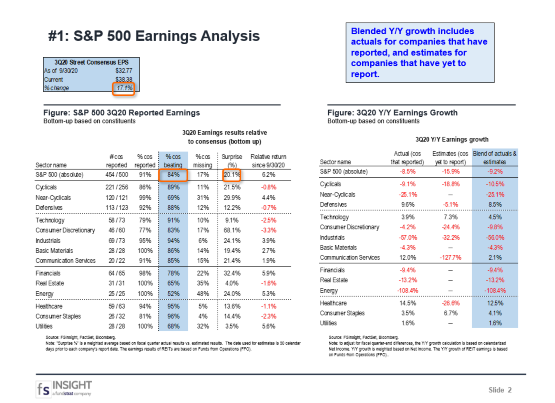 #1: S&P 500 Earnings Analysis
Blended Y/Y growth includes
actuals for companies that have
reported, and estimates for
companies that have yet to
report.
3Q20 Street Consensus EPS
As of 9/30/20 $32.77
Current $38.38
% change 17.1%
Figure: S&P 500 3Q20 Reported Earnings
Bottom-up based on constituents
3Q20 Earnings results relative
to consensus (bottom up)
# cos % cos % cos % cos Surprise Relative return
Sector name reported reported beating missing (%) since 9/30/20
S&P 500 (absolute) 454 / 500 91% 84% 17% 20.1% 6.2%
Cyclicals 221 / 256 86% 89% 11% 21.5% -0.8%
Near-Cyclicals 120 / 121 99% 69% 31% 29.9% 4.4%
Defensives 113 / 123 92% 88% 12% 12.2% -0.7%
Technology 58 / 73 79% 91% 10% 9.1% -2.5%
Consumer Discretionary 46 / 60 77% 83% 17% 68.1% -3.3%
Industrials 69 / 73 95% 94% 6% 24.1% 3.9%
Basic Materials 28 / 28 100% 86% 14% 19.4% 2.7%
Communication Services 20 / 22 91% 85% 15% 21.4% 1.9%
Financials 64 / 65 98% 78% 22% 32.4% 5.9%
Real Estate 31 / 31 100% 65% 35% 4.0% -1.6%
Energy 25 / 25 100% 52% 48% 24.0% 5.3%
Healthcare 59 / 63 94% 95% 5% 13.6% -1.1%
Consumer Staples 26 / 32 81% 96% 4% 14.4% -2.3%
Utilities 28 / 28 100% 68% 32% 3.5% 5.6%
Source: FSInsight, FactSet, Bloomberg.
Note: "Surprise %" is a weighted average based on fiscal quarter actual results vs. estimated results. The date used for estimates is 30 calendar
days prior to each company's report date. The earnings results of REITs are based on Funds from Operations (FFO).
Figure: 3Q20 Y/Y Earnings Growth
Bottom-up based on constituents
3Q20 Y/Y Earnings growth
Actual (cos Estimates (cos Blend of actuals &
Sector name that reported) yet to report) estimates
S&P 500 (absolute) -8.5% -15.9% -9.2%
Cyclicals -9.1% -18.8% -10.5%
Near-Cyclicals -25.1% — -25.1%
Defensives 9.6% -5.1% 8.5%
Technology 3.9% 7.3% 4.5%
Consumer Discretionary -4.2% -24.4% -9.8%
Industrials -57.0% -32.2% -56.0%
Basic Materials -4.3% — -4.3%
Communication Services 12.0% -127.7% 2.1%
Financials -9.4% — -9.4%
Real Estate -13.2% — -13.2%
Energy -108.4% — -108.4%
Healthcare 14.5% -26.6% 12.5%
Consumer Staples 3.5% 6.7% 4.1%
Utilities 1.6% — 1.6%
Source: FSInsight, FactSet, Bloomberg.
Note: to adjust for fiscal quarter-end differences, the Y/Y growth calculation is based on calendarized
Net Income. Y/Y growth is weighted based on Net Income. The Y/Y growth of REIT earnings is based
on Funds from Operations (FFO).
fs INSIGHT
Slide 2